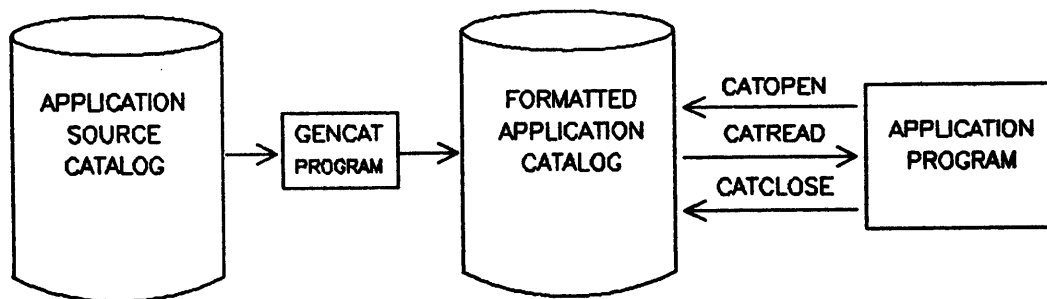 APPLICATION
SOURCE
CATALOG
GENCAT
PROGRAM
FORMATTED
APPLICATION
CATALOG
CATOPEN
CATREAD
CATCLOSE
APPLICATION
PROGRAM